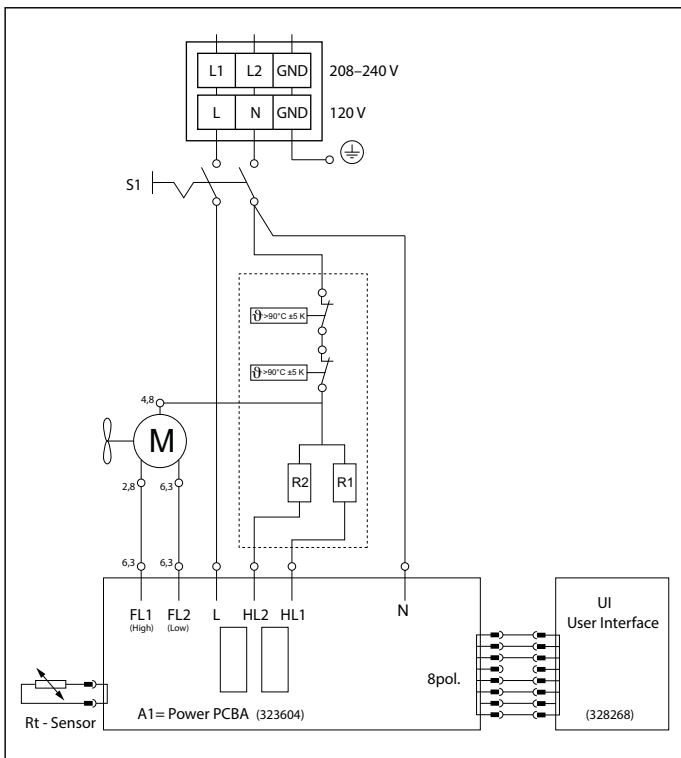 L1 L2 GND 208–240 V
L N GND 120 V
S1
ϑ>90°C ±5 K
ϑ>90°C ±5 K
4,8
M
R2 R1
2,8 6,3
6,3 6,3
FL1 FL2 L HL2 HL1 N
(High) (Low)
UI
User Interface
8pol.
A1= Power PCBA (323604)
(328268)
Rt - Sensor